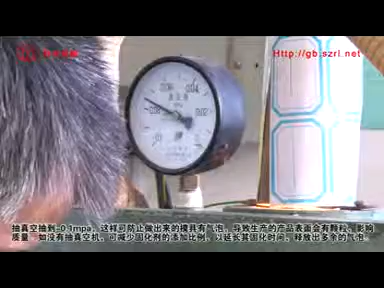 Http://gb.szrl.net
抽真空抽到-0.1mpa，这样可防止做出来的模具有气泡，导致生产的产品表面会有颗粒，影响
质量。如没有抽真空机，可减少固化剂的添加比例，以延长其固化时间，释放出多余的气泡。